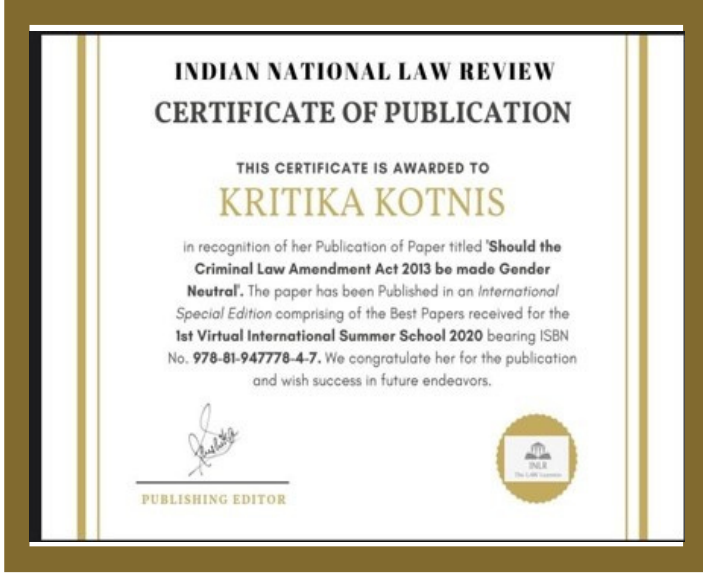 INDIAN NATIONAL LAW REVIEW
CERTIFICATE OF PUBLICATION
THIS CERTIFICATE IS AWARDED TO
KRITIKA KOTNIS
in recognition of her Publication of Paper titled 'Should the
Criminal Law Amendment Act 2013 be made Gender
Neutral'. The paper has been Published in an International
Special Edition comprising of the Best Papers received for the
1st Virtual International Summer School 2020 bearing ISBN
No. 978-81-947778-4-7. We congratulate her for the publication
and wish success in future endeavors.
PUBLISHING EDITOR
INLR
The LAW